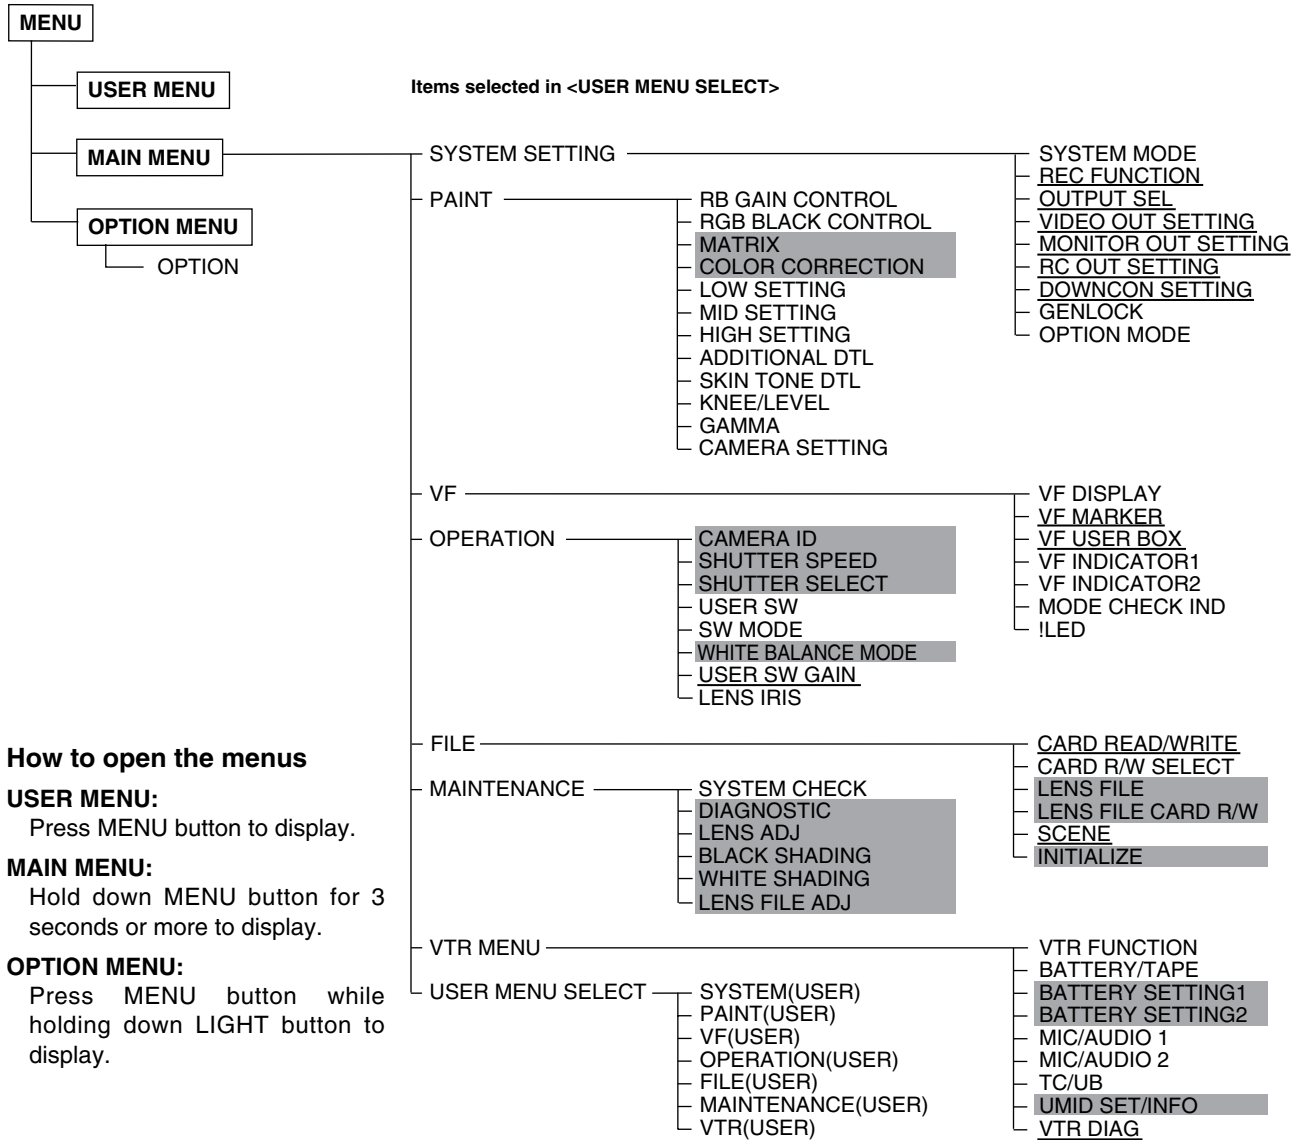 MENU
USER MENU
Items selected in <USER MENU SELECT>
MAIN MENU
OPTION MENU
OPTION
SYSTEM SETTING
SYSTEM MODE
REC FUNCTION
OUTPUT SEL
VIDEO OUT SETTING
MONITOR OUT SETTING
RC OUT SETTING
DOWNCON SETTING
GENLOCK
OPTION MODE
PAINT
RB GAIN CONTROL
RGB BLACK CONTROL
MATRIX
COLOR CORRECTION
LOW SETTING
MID SETTING
HIGH SETTING
ADDITIONAL DTL
SKIN TONE DTL
KNEE/LEVEL
GAMMA
CAMERA SETTING
VF
VF DISPLAY
VF MARKER
VF USER BOX
VF INDICATOR1
VF INDICATOR2
MODE CHECK IND
!LED
OPERATION
CAMERA ID
SHUTTER SPEED
SHUTTER SELECT
USER SW
SW MODE
WHITE BALANCE MODE
USER SW GAIN
LENS IRIS
FILE
CARD READ/WRITE
CARD R/W SELECT
LENS FILE
LENS FILE CARD R/W
SCENE
INITIALIZE
MAINTENANCE
SYSTEM CHECK
DIAGNOSTIC
LENS ADJ
BLACK SHADING
WHITE SHADING
LENS FILE ADJ
VTR MENU
VTR FUNCTION
BATTERY/TAPE
BATTERY SETTING1
BATTERY SETTING2
MIC/AUDIO 1
MIC/AUDIO 2
TC/UB
UMID SET/INFO
VTR DIAG
USER MENU SELECT
SYSTEM(USER)
PAINT(USER)
VF(USER)
OPERATION(USER)
FILE(USER)
MAINTENANCE(USER)
VTR(USER)
How to open the menus
USER MENU:
Press MENU button to display.
MAIN MENU:
Hold down MENU button for 3
seconds or more to display.
OPTION MENU:
Press MENU button while
holding down LIGHT button to
display.